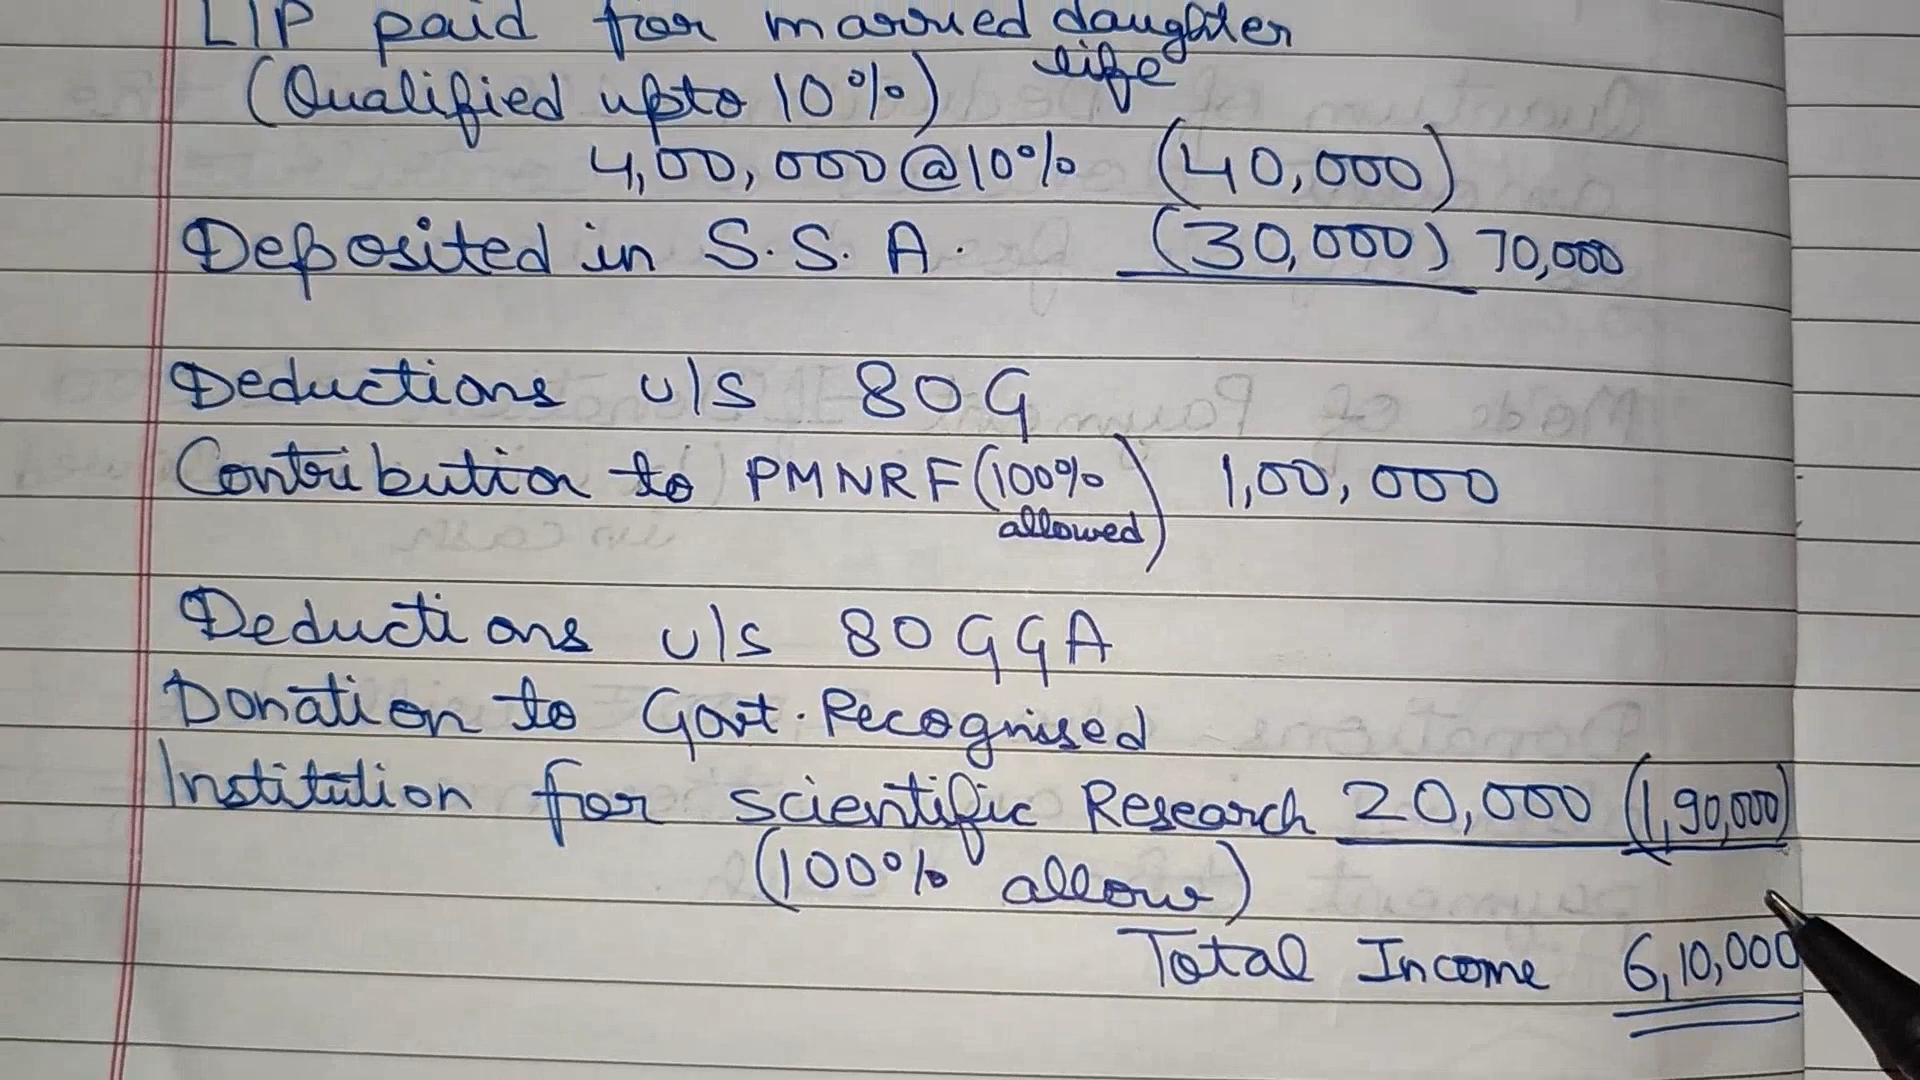 LIP paid for married daughter
life
(Qualified upto 10%)
4,00,000 @ 10% (40,000)
Deposited in S.S.A. (30,000) 70,000
Deductions u/s 80G
Contribution to PMNRF (100% allowed) 1,00,000
Deductions u/s 80GGA
Donation to Govt. Recognised
Institution for scientific Research 20,000 (1,90,000)
(100% allow)
Total Income 6,10,000